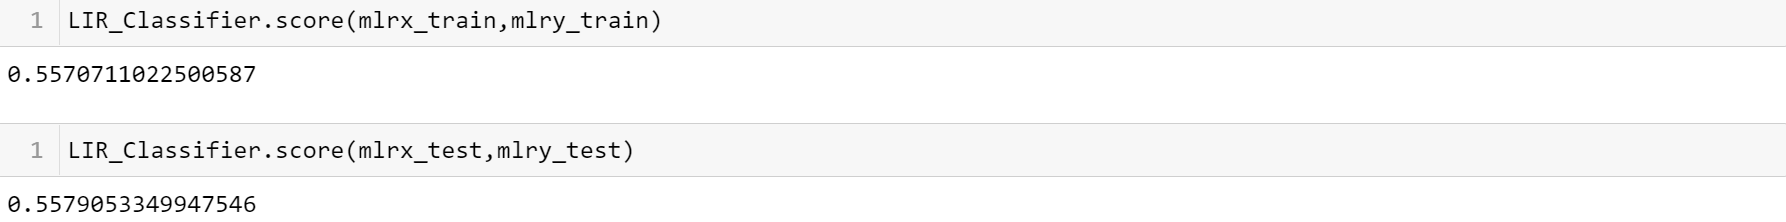 1 LIR_Classifier.score(mlrx_train,mlry_train)
0.5570711022500587
1 LIR_Classifier.score(mlrx_test,mlry_test)
0.5579053349947546